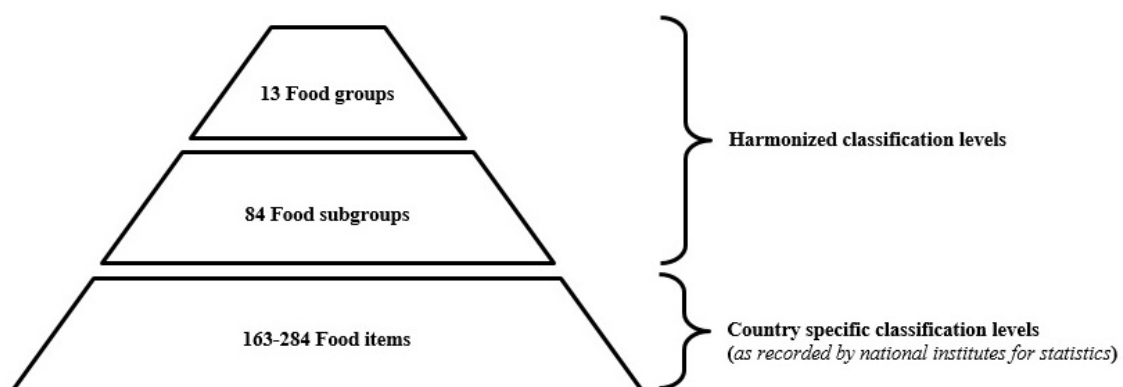 13 Food groups
Harmonized classification levels
84 Food subgroups
163-284 Food items
Country specific classification levels
(as recorded by national institutes for statistics)